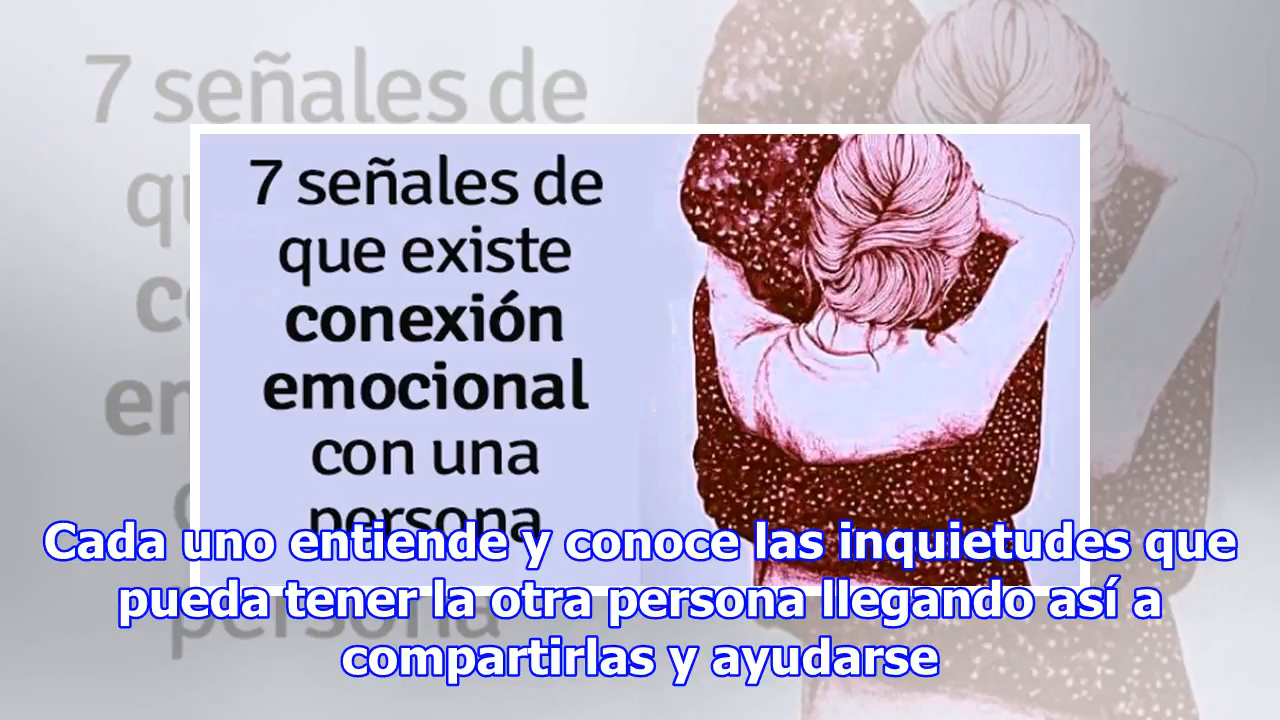 7 señales de
que existe
conexión
emocional
con una
persona
Cada uno entiende y conoce las inquietudes que
pueda tener la otra persona llegando así a
compartirlas y ayudarse